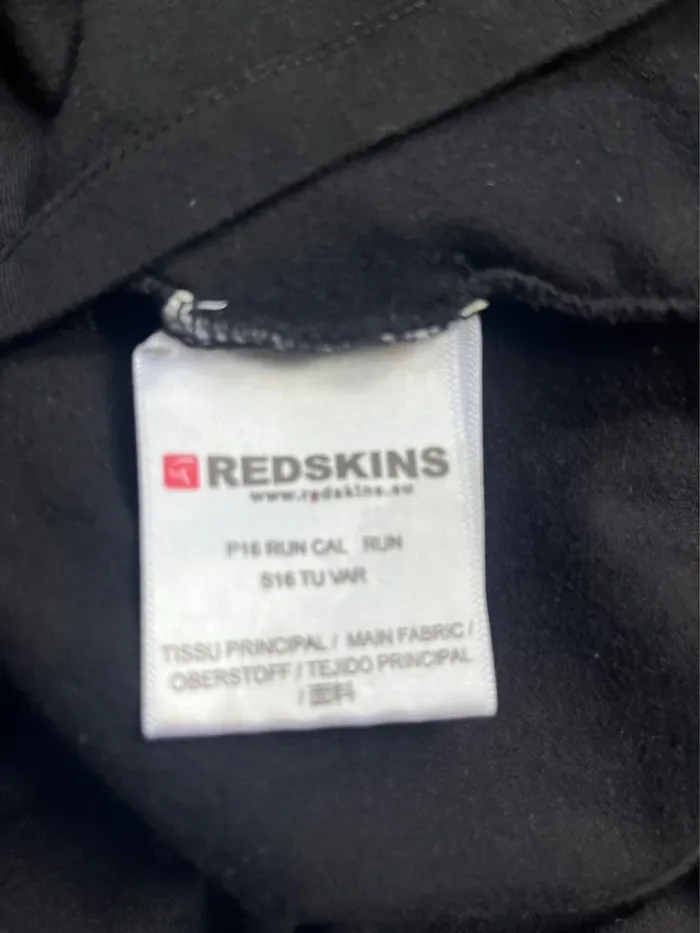 REDSKINS
www.redskins.eu
P16 RUN CAL RUN
S16 TU VAR
TISSU PRINCIPAL / MAIN FABRIC /
OBERSTOFF / TEJIDO PRINCIPAL
/ 面料